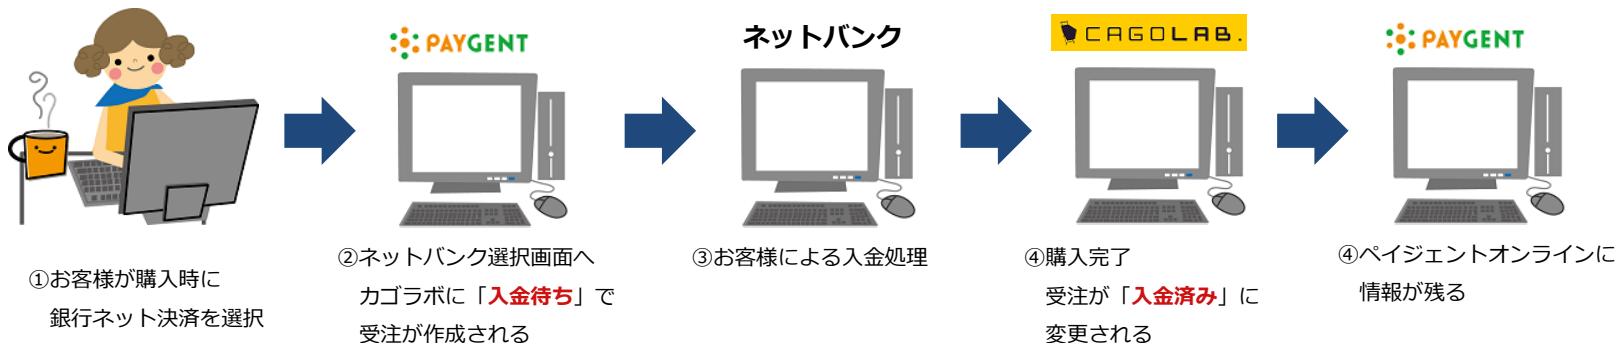 PAYGENT
ネットバンク
CAGOLAB.
PAYGENT
①お客様が購入時に
銀行ネット決済を選択
②ネットバンク選択画面へ
カゴラボに「入金待ち」で
受注が作成される
③お客様による入金処理
④購入完了
受注が「入金済み」に
変更される
④ペイジェントオンラインに
情報が残る